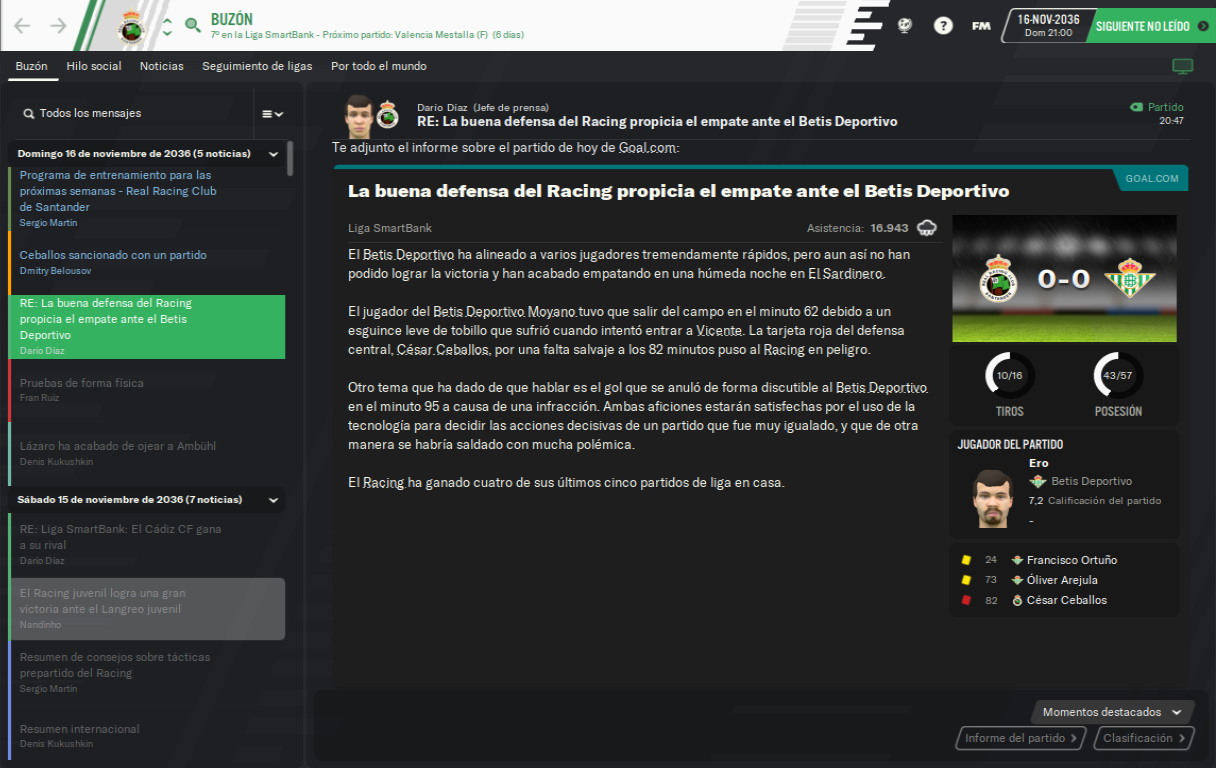 BUZÓN
7º en la Liga SmartBank - Próximo partido: Valencia Mestalla (F) (6 días)
?
FM
16-NOV-2036
Dom 21:00
SIGUIENTE NO LEÍDO
Buzón
Hilo social
Noticias
Seguimiento de ligas
Por todo el mundo
Todos los mensajes
Domingo 16 de noviembre de 2036 (5 noticias)
Programa de entrenamiento para las
próximas semanas - Real Racing Club
de Santander
Sergio Martín
Ceballos sancionado con un partido
Dmitry Belousov
RE: La buena defensa del Racing
propicia el empate ante el Betis
Deportivo
Darío Díaz
Pruebas de forma física
Fran Ruiz
Lázaro ha acabado de ojear a Ambühl
Denis Kukushkin
Sábado 15 de noviembre de 2036 (7 noticias)
RE: Liga SmartBank: El Cádiz CF gana
a su rival
Darío Díaz
El Racing juvenil logra una gran
victoria ante el Langreo juvenil
Nandinho
Resumen de consejos sobre tácticas
prepartido del Racing
Sergio Martín
Resumen internacional
Denis Kukushkin
Darío Díaz (Jefe de prensa)
RE: La buena defensa del Racing propicia el empate ante el Betis Deportivo
Partido
20:47
Te adjunto el informe sobre el partido de hoy de Goal.com:
GOAL.COM
La buena defensa del Racing propicia el empate ante el Betis Deportivo
Liga SmartBank
Asistencia: 16.943
El Betis Deportivo ha alineado a varios jugadores tremendamente rápidos, pero aun así no han
podido lograr la victoria y han acabado empatando en una húmeda noche en El Sardinero.
El jugador del Betis Deportivo Moyano tuvo que salir del campo en el minuto 62 debido a un
esguince leve de tobillo que sufrió cuando intentó entrar a Vicente. La tarjeta roja del defensa
central, César Ceballos, por una falta salvaje a los 82 minutos puso al Racing en peligro.
Otro tema que ha dado de que hablar es el gol que se anuló de forma discutible al Betis Deportivo
en el minuto 95 a causa de una infracción. Ambas aficiones estarán satisfechas por el uso de la
tecnología para decidir las acciones decisivas de un partido que fue muy igualado, y que de otra
manera se habría saldado con mucha polémica.
El Racing ha ganado cuatro de sus últimos cinco partidos de liga en casa.
0-0
10/16
TIROS
43/57
POSESIÓN
JUGADOR DEL PARTIDO
Ero
Betis Deportivo
7,2 Calificación del partido
-
24 Francisco Ortuño
73 Óliver Arejula
82 César Ceballos
Momentos destacados
Informe del partido
Clasificación